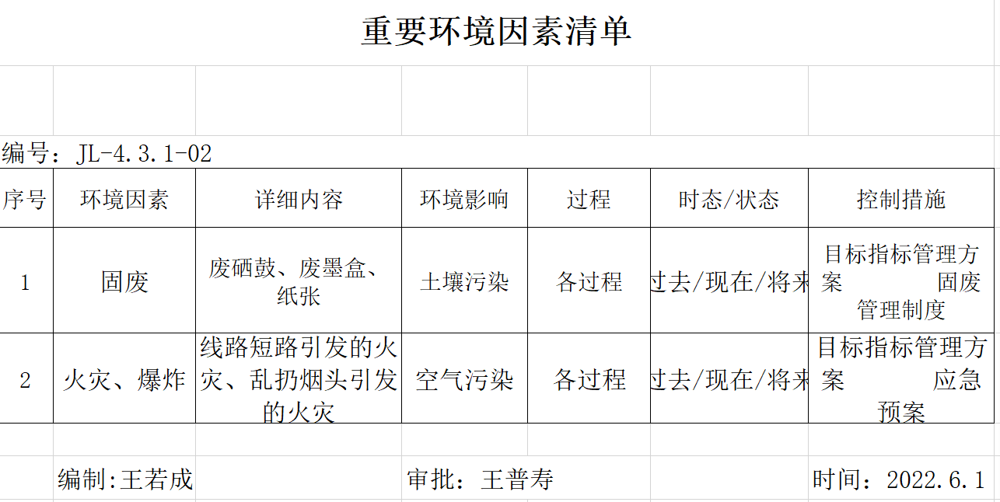 重要环境因素清单
编号：JL-4.3.1-02
序号 环境因素 详细内容 环境影响 过程 时态/状态 控制措施
1 固废 废硒鼓、废墨盒、 土壤污染 各过程 过去/现在/将来 目标指标管理方
纸张 案 固废
管理制度
2 火灾、爆炸 线路短路引发的火 空气污染 各过程 过去/现在/将来 目标指标管理方
灾、乱扔烟头引发 案 应急
的火灾 预案
编制:王若成 审批：王普寿 时间：2022.6.1